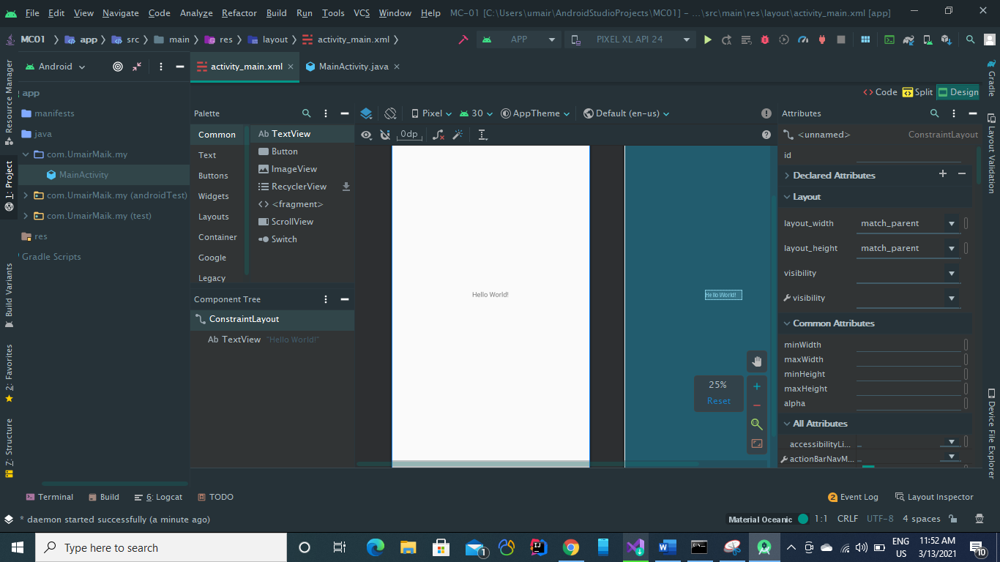 File Edit View Navigate Code Analyze Refactor Build Run Tools VCS Window Help MC-01 [C:\Users\umair\AndroidStudioProjects\MC01] - ...\src\main\res\layout\activity_main.xml [app]
MC01 app src main res layout activity_main.xml APP PIXEL XL API 24
Resource Manager
1: Project
Build Variants
2: Favorites
7: Structure
Android
app
manifests
java
com.UmairMaik.my
MainActivity
com.UmairMaik.my (androidTest)
com.UmairMaik.my (test)
res
Gradle Scripts
activity_main.xml MainActivity.java
Code Split Design
Palette
Common
Text
Buttons
Widgets
Layouts
Container
Google
Legacy
Ab TextView
Button
ImageView
RecyclerView
<fragment>
ScrollView
Switch
Component Tree
ConstraintLayout
Ab TextView "Hello World!"
Pixel 30 AppTheme Default (en-us)
0dp
Hello World!
Hello World!
25%
Reset
Attributes
<unnamed> ConstraintLayout
id
Declared Attributes
Layout
layout_width match_parent
layout_height match_parent
visibility
visibility
Common Attributes
minWidth
maxWidth
minHeight
maxHeight
alpha
All Attributes
accessibilityLi...
actionBarNavM...
Gradle
Layout Validation
Device File Explorer
Terminal Build 6: Logcat TODO Event Log Layout Inspector
2
* daemon started successfully (a minute ago) Material Oceanic 1:1 CRLF UTF-8 4 spaces
Type here to search
1
ENG
US
11:52 AM
3/13/2021
10